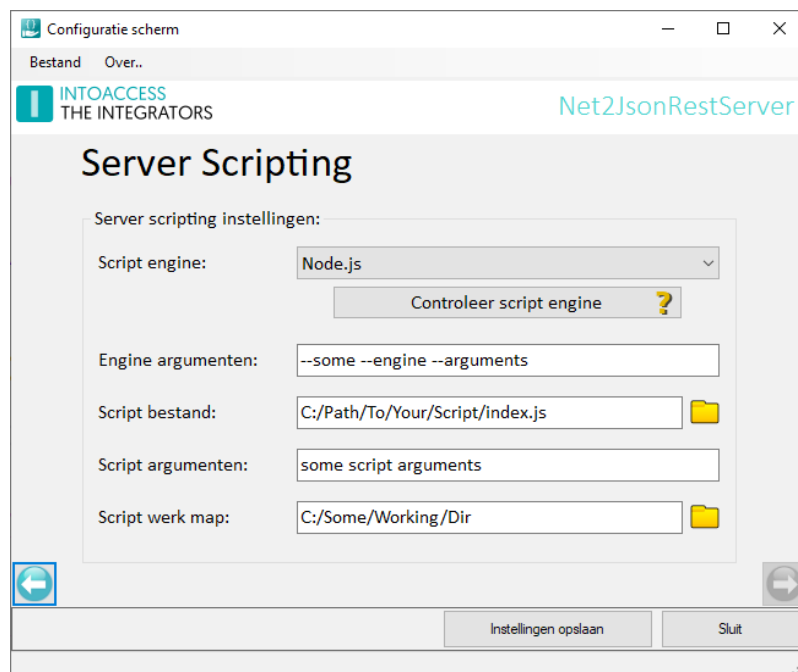 Configuratie scherm
Bestand Over..
INTOACCESS
THE INTEGRATORS
Net2JsonRestServer
Server Scripting
Server scripting instellingen:
Script engine: Node.js
Controleer script engine ?
Engine argumenten: --some --engine --arguments
Script bestand: C:/Path/To/Your/Script/index.js
Script argumenten: some script arguments
Script werk map: C:/Some/Working/Dir
Instellingen opslaan Sluit